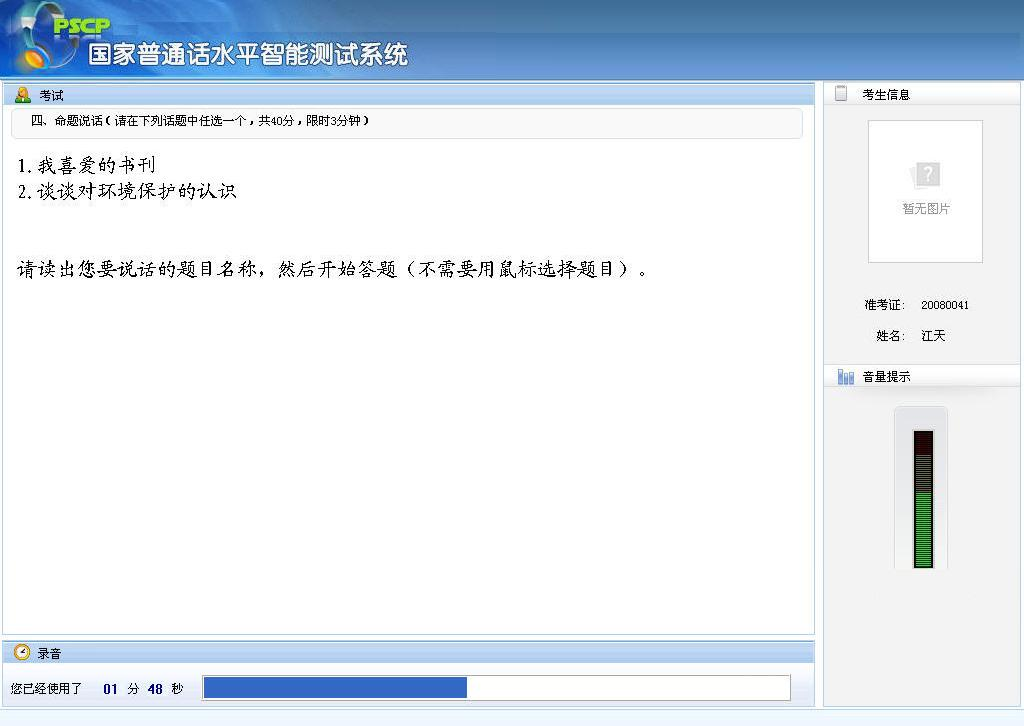 PSCP
国家普通话水平智能测试系统
考试
四、命题说话(请在下列话题中任选一个，共40分，限时3分钟)
1.我喜爱的书刊
2.谈谈对环境保护的认识
请读出您要说话的题目名称，然后开始答题（不需要用鼠标选择题目）。
录音
您已经使用了 01 分 48 秒
考生信息
?
暂无图片
准考证: 20080041
姓名: 江天
音量提示